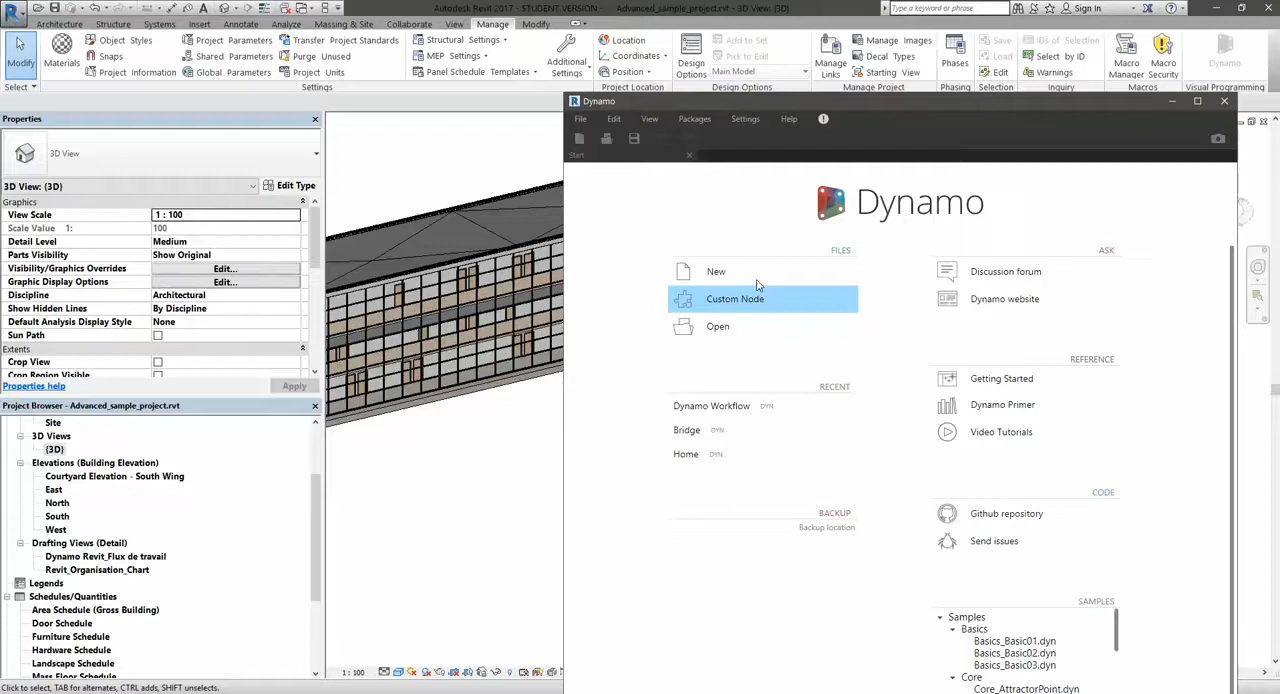 Autodesk Revit 2017 - STUDENT VERSION - Advanced_sample_project.rvt - 3D View: {3D}
Type a keyword or phrase
Sign In
Architecture Structure Systems Insert Annotate Analyze Massing & Site Collaborate View Manage Modify
Modify
Select
Materials
Object Styles
Snaps
Project Information
Project Parameters
Shared Parameters
Global Parameters
Transfer Project Standards
Purge Unused
Project Units
Settings
Structural Settings
MEP Settings
Panel Schedule Templates
Additional
Settings
Location
Coordinates
Position
Project Location
Design
Options
Add to Set
Pick to Edit
Main Model
Design Options
Manage
Links
Manage Images
Decal Types
Starting View
Manage Project
Phases
Phasing
Save
Load
Edit
Selection
IDs of Selection
Select by ID
Warnings
Inquiry
Macro
Manager
Macro
Security
Macros
Dynamo
Visual Programming
Properties
3D View
3D View: {3D}
Edit Type
Graphics
View Scale 1 : 100
Scale Value 1: 100
Detail Level Medium
Parts Visibility Show Original
Visibility/Graphics Overrides Edit...
Graphic Display Options Edit...
Discipline Architectural
Show Hidden Lines By Discipline
Default Analysis Display Style None
Sun Path
Extents
Crop View
Crop Region Visible
Properties help
Apply
Project Browser - Advanced_sample_project.rvt
Site
3D Views
{3D}
Elevations (Building Elevation)
Courtyard Elevation - South Wing
East
North
South
West
Drafting Views (Detail)
Dynamo Revit_Flux de travail
Revit_Organisation_Chart
Legends
Schedules/Quantities
Area Schedule (Gross Building)
Door Schedule
Furniture Schedule
Hardware Schedule
Landscape Schedule
Mass Floor Schedule
Dynamo
File Edit View Packages Settings Help
Start
Dynamo
FILES
New
Custom Node
Open
RECENT
Dynamo Workflow DYN
Bridge DYN
Home DYN
BACKUP
Backup location
ASK
Discussion forum
Dynamo website
REFERENCE
Getting Started
Dynamo Primer
Video Tutorials
CODE
Github repository
Send issues
SAMPLES
Samples
Basics
Basics_Basic01.dyn
Basics_Basic02.dyn
Basics_Basic03.dyn
Core
Core_AttractorPoint.dyn
1 : 100
Click to select, TAB for alternates, CTRL adds, SHIFT unselects.